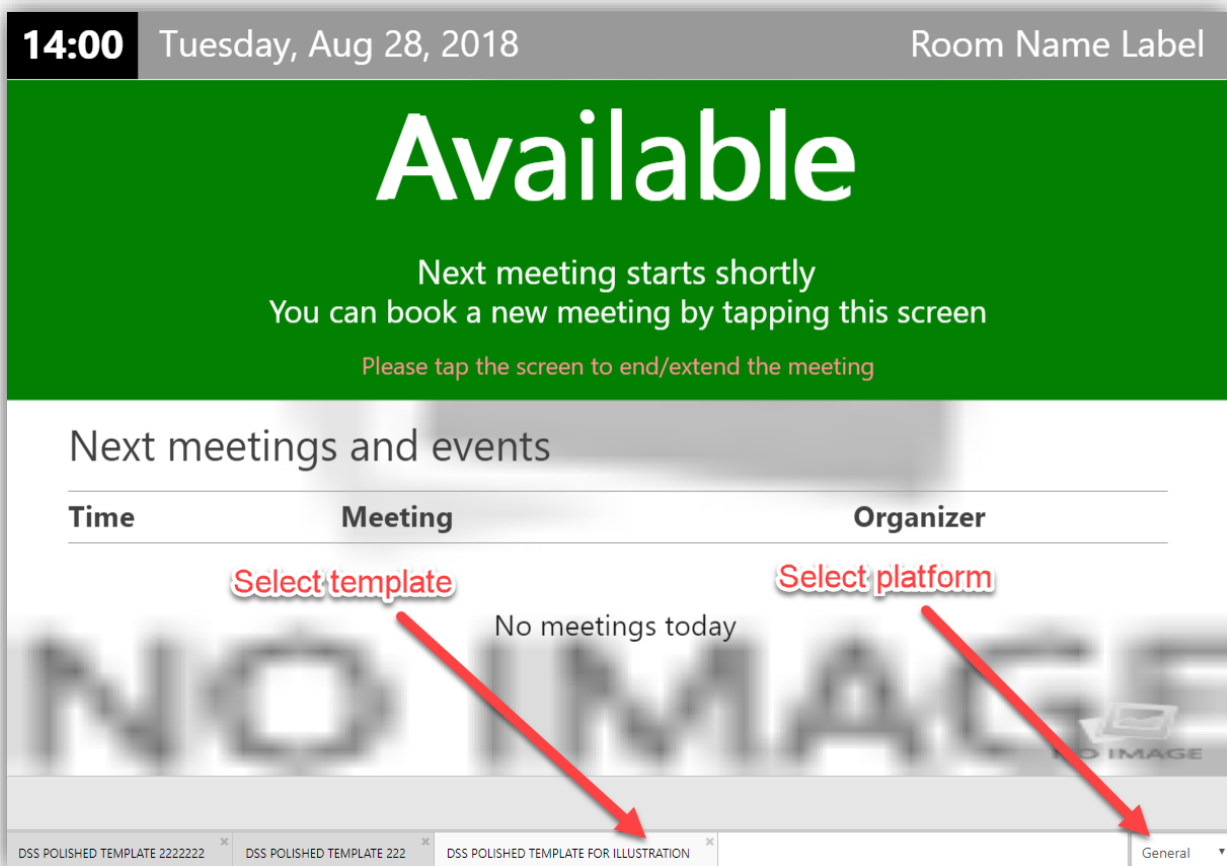 14:00 Tuesday, Aug 28, 2018 Room Name Label
Available
Next meeting starts shortly
You can book a new meeting by tapping this screen
Please tap the screen to end/extend the meeting
Next meetings and events
Time Meeting Organizer
Select template Select platform
No meetings today
NO IMAGE
NO IMAGE
DSS POLISHED TEMPLATE 2222222 DSS POLISHED TEMPLATE 222 DSS POLISHED TEMPLATE FOR ILLUSTRATION General